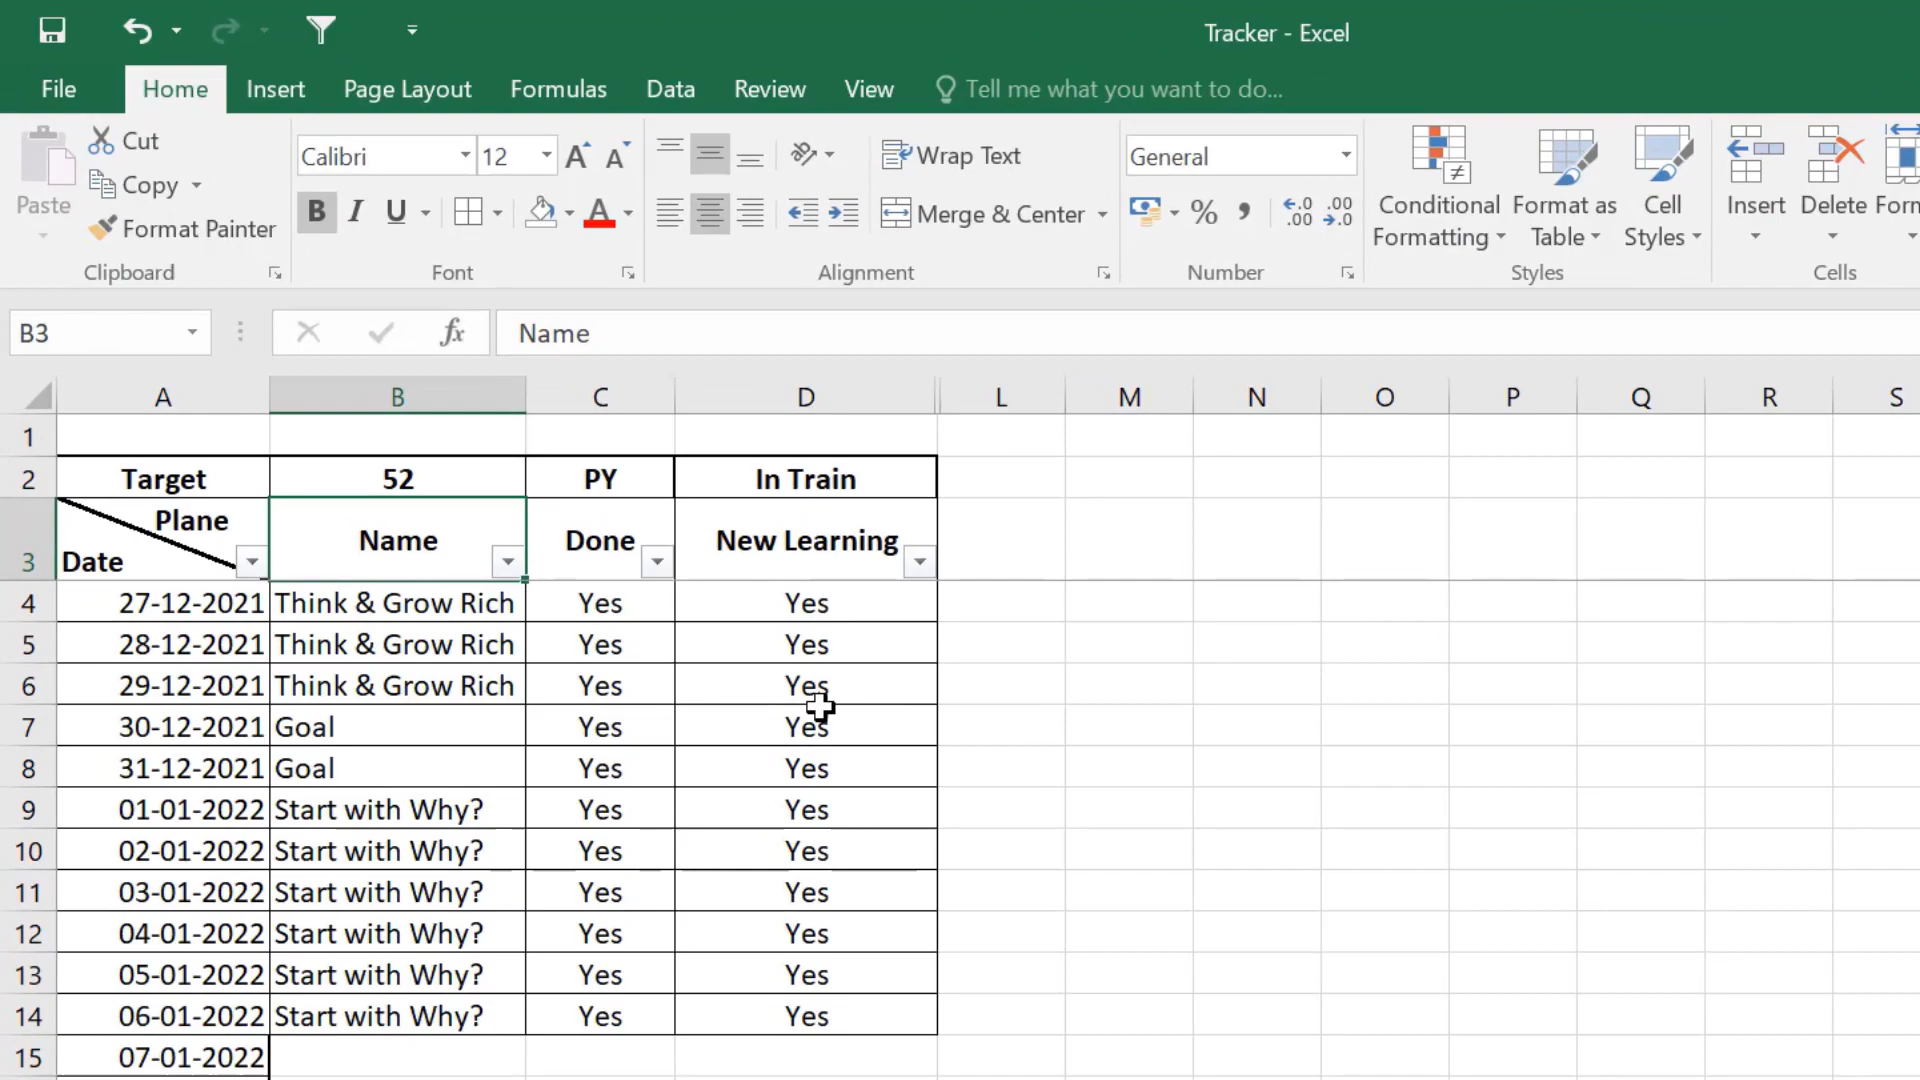 Tracker - Excel
File Home Insert Page Layout Formulas Data Review View Tell me what you want to do...
Paste
Cut
Copy
Format Painter
Clipboard
Calibri 12 A A
B I U A
Font
Wrap Text
Merge & Center
Alignment
General
% , .0 .00 .00 .0
Number
Conditional Formatting
Format as Table
Cell Styles
Styles
Insert Delete Form
Cells
B3 fx Name
A B C D L M N O P Q R S
1
2 Target 52 PY In Train
3 Plane Date Name Done New Learning
4 27-12-2021 Think & Grow Rich Yes Yes
5 28-12-2021 Think & Grow Rich Yes Yes
6 29-12-2021 Think & Grow Rich Yes Yes
7 30-12-2021 Goal Yes Yes
8 31-12-2021 Goal Yes Yes
9 01-01-2022 Start with Why? Yes Yes
10 02-01-2022 Start with Why? Yes Yes
11 03-01-2022 Start with Why? Yes Yes
12 04-01-2022 Start with Why? Yes Yes
13 05-01-2022 Start with Why? Yes Yes
14 06-01-2022 Start with Why? Yes Yes
15 07-01-2022